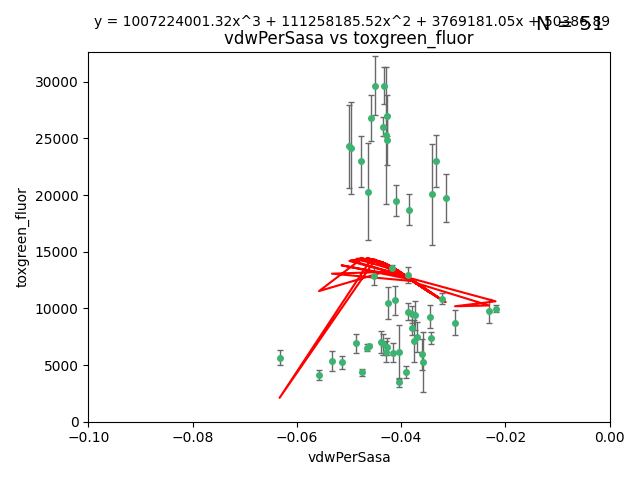 y = 1007224001.32x^3 + 111258185.52x^2 + 3769181.05x + 50386.89
N = 51
vdwPerSasa vs toxgreen_fluor
30000
25000
20000
15000
10000
5000
0
toxgreen_fluor
−0.10 −0.08 −0.06 −0.04 −0.02 0.00
vdwPerSasa